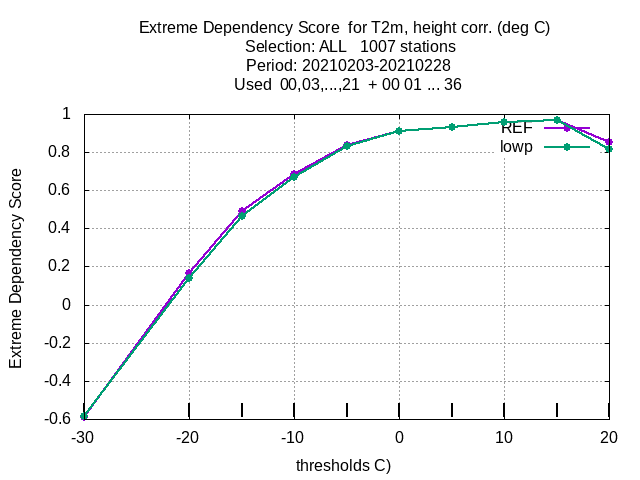 Extreme Dependency Score  for T2m, height corr. (deg C)
Selection: ALL   1007 stations
Period: 20210203-20210228
Used  00,03,...,21  + 00 01 ... 36
Extreme Dependency Score
1
0.8
0.6
0.4
0.2
0
-0.2
-0.4
-0.6
REF
lowp
-30
-20
-10
0
10
20
thresholds C)